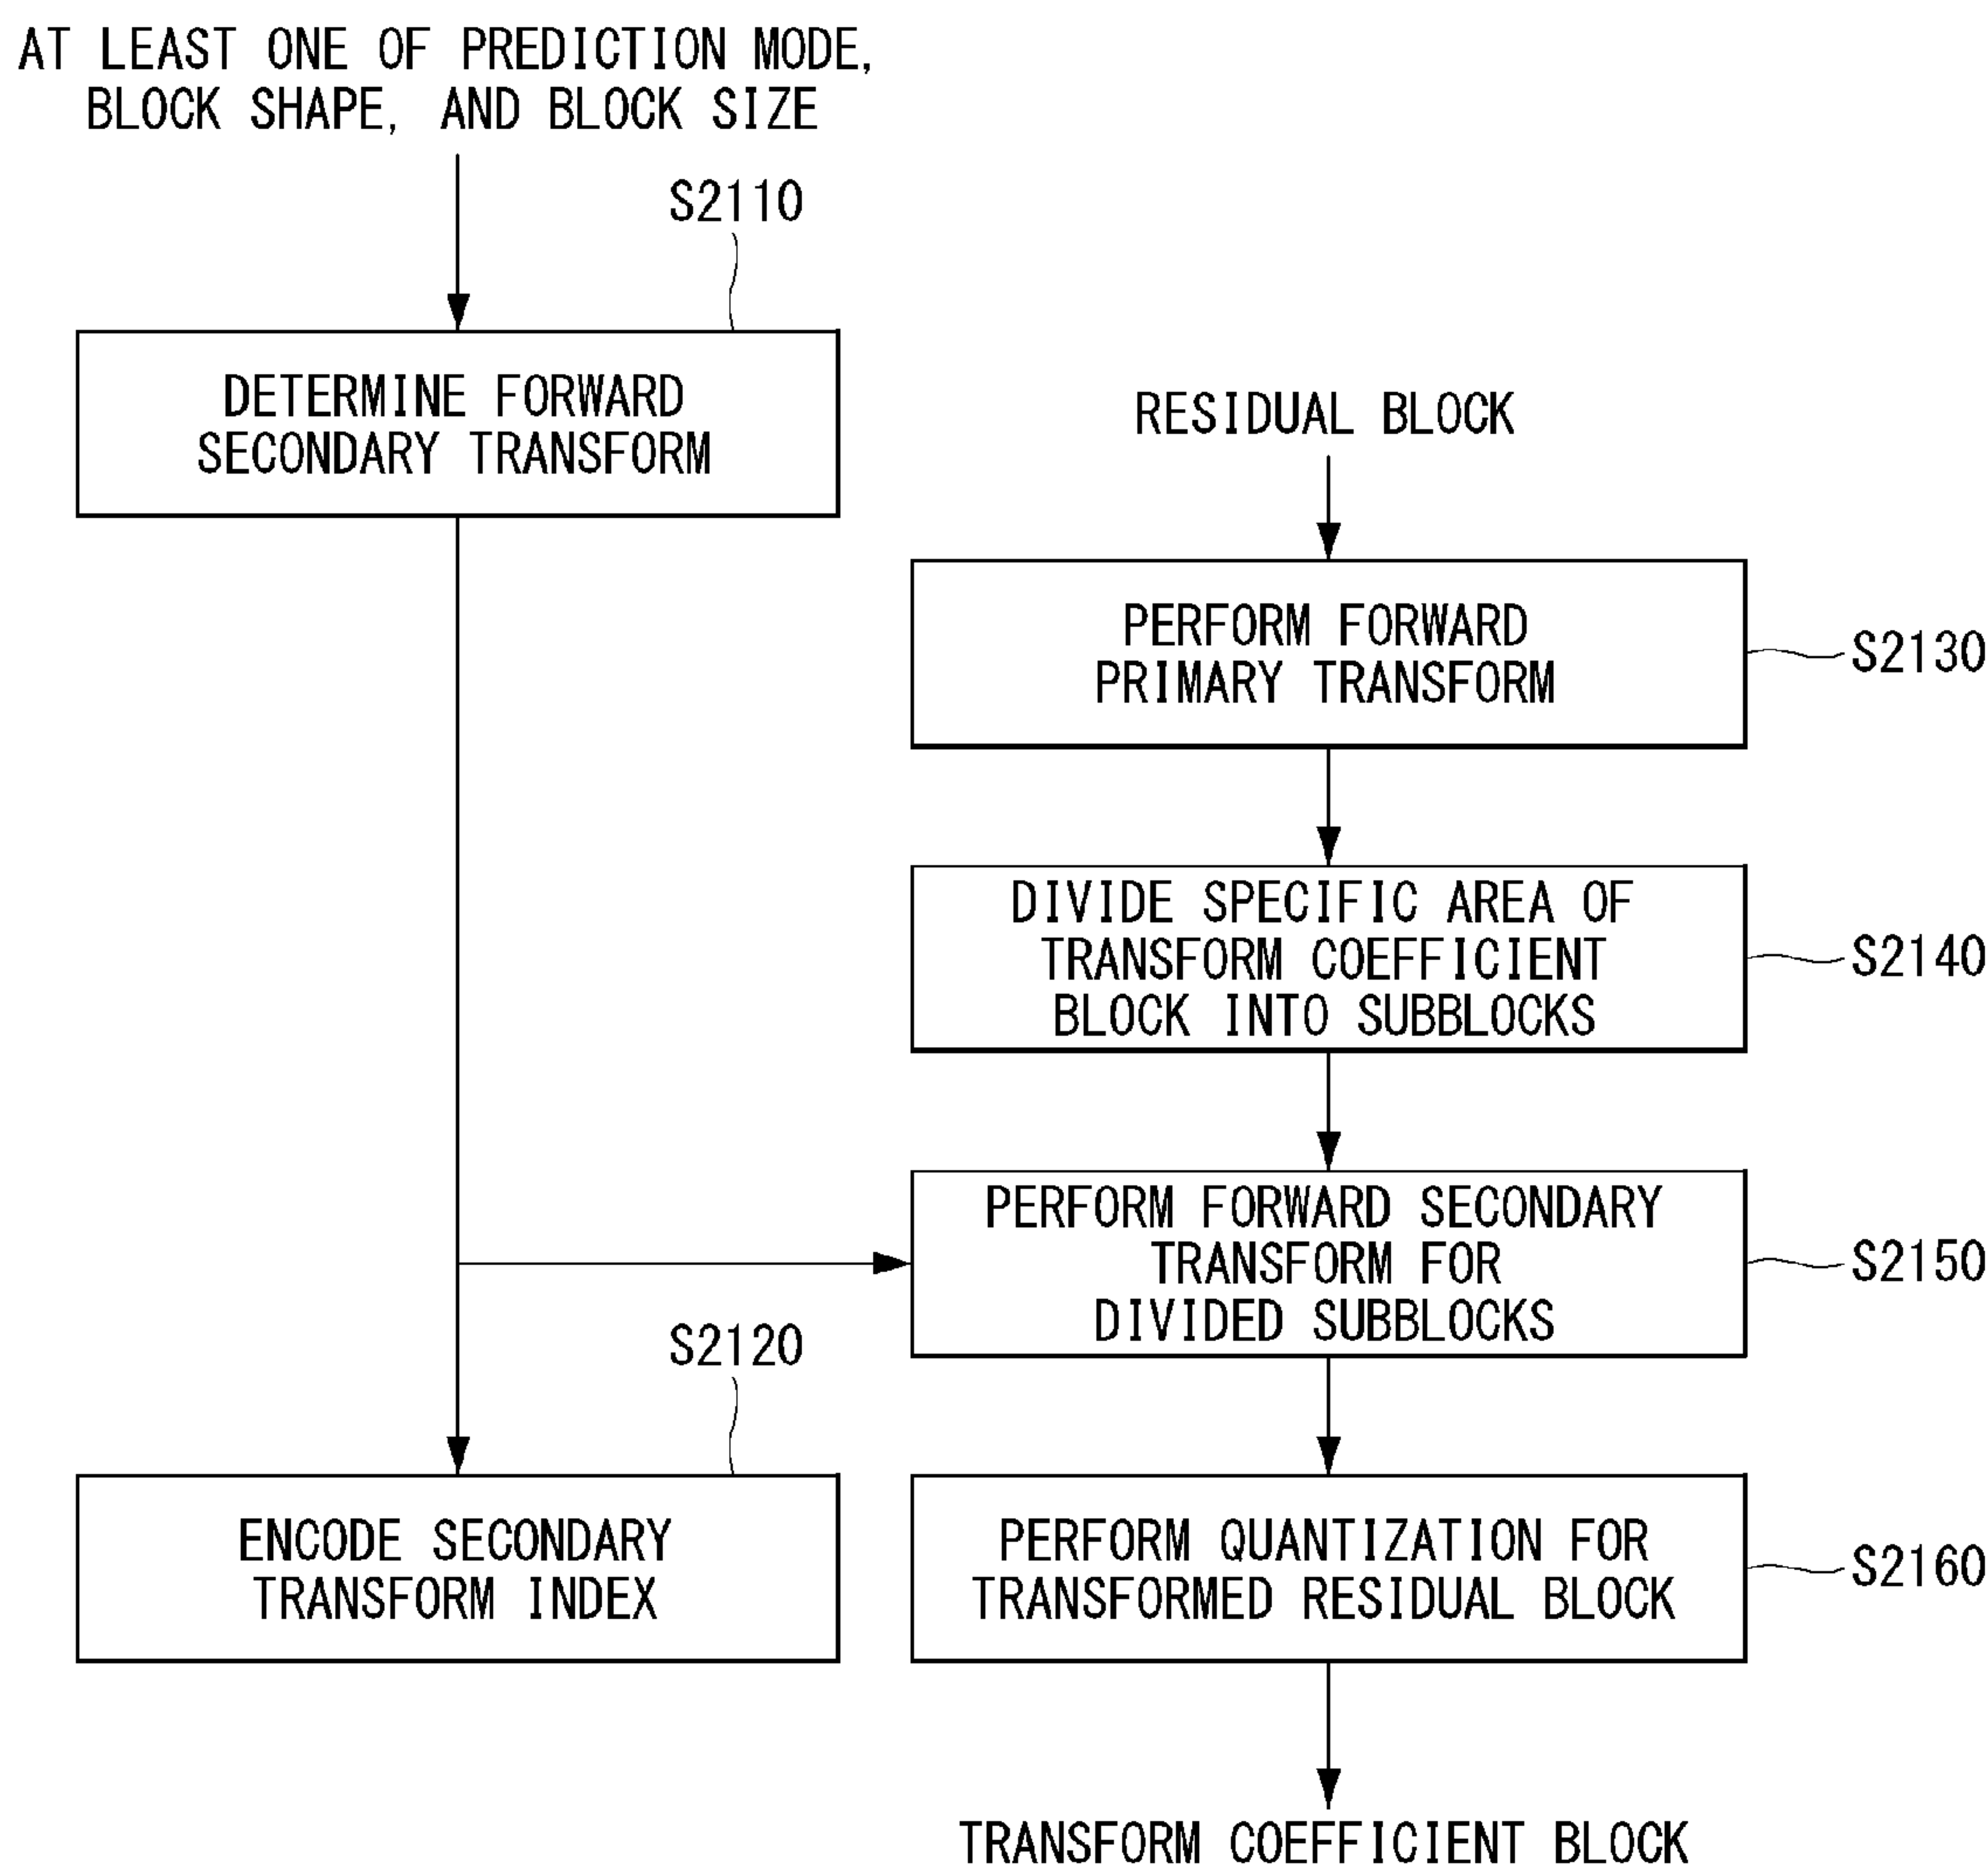 AT LEAST ONE OF PREDICTION MODE,
BLOCK SHAPE, AND BLOCK SIZE
S2110
DETERMINE FORWARD
SECONDARY TRANSFORM
RESIDUAL BLOCK
PERFORM FORWARD
PRIMARY TRANSFORM
S2130
DIVIDE SPECIFIC AREA OF
TRANSFORM COEFFICIENT
BLOCK INTO SUBBLOCKS
S2140
PERFORM FORWARD SECONDARY
TRANSFORM FOR
DIVIDED SUBBLOCKS
S2150
S2120
ENCODE SECONDARY
TRANSFORM INDEX
PERFORM QUANTIZATION FOR
TRANSFORMED RESIDUAL BLOCK
S2160
TRANSFORM COEFFICIENT BLOCK